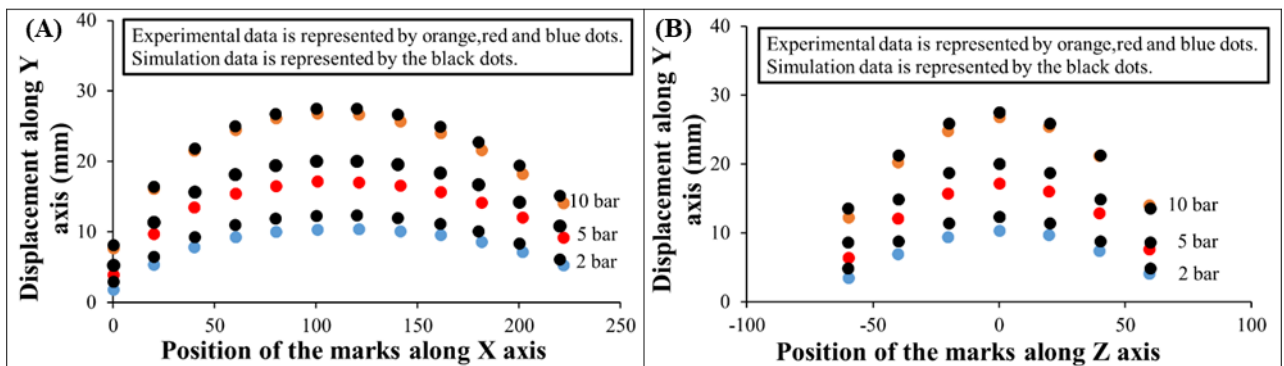 (A)
Experimental data is represented by orange,red and blue dots.
Simulation data is represented by the black dots.
Displacement along Y
axis (mm)
40
30
20
10
0
10 bar
5 bar
2 bar
0
50
100
150
200
250
Position of the marks along X axis
(B)
Experimental data is represented by orange,red and blue dots.
Simulation data is represented by the black dots.
Displacement along Y
axis (mm)
40
30
20
10
0
10 bar
5 bar
2 bar
-100
-50
0
50
100
Position of the marks along Z axis